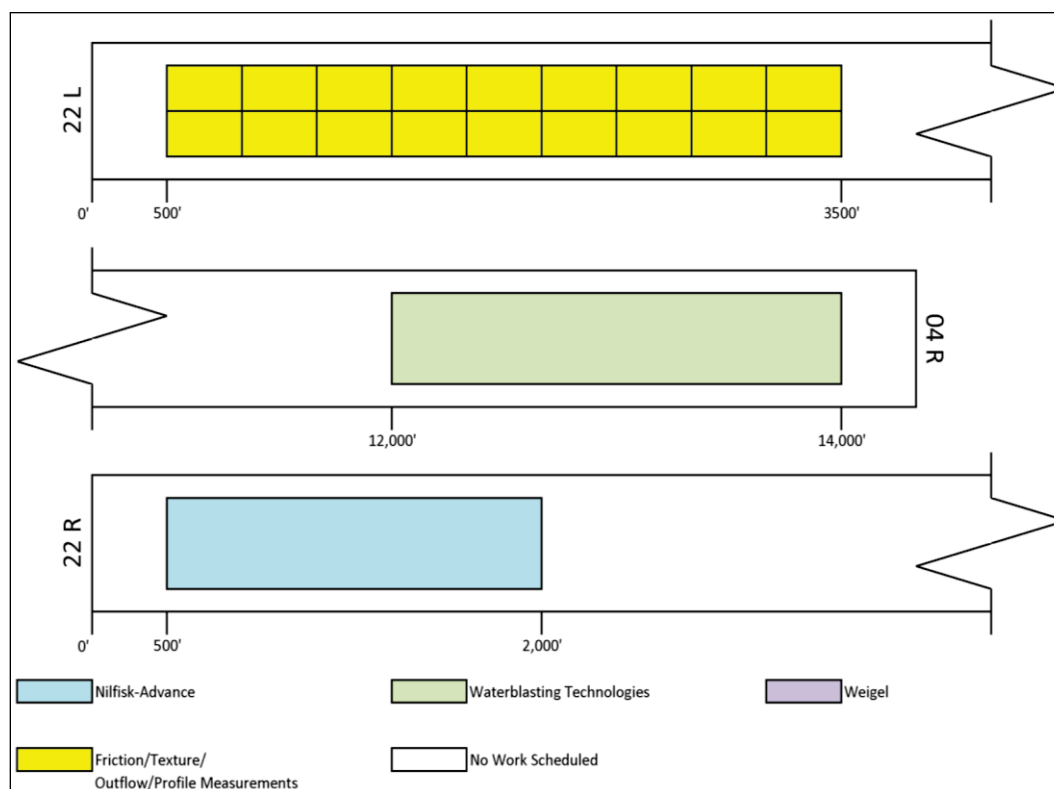 22 L
0'
500'
3500'
04 R
12,000'
14,000'
22 R
0'
500'
2,000'
Nilfisk-Advance
Waterblasting Technologies
Weigel
Friction/Texture/
Outflow/Profile Measurements
No Work Scheduled